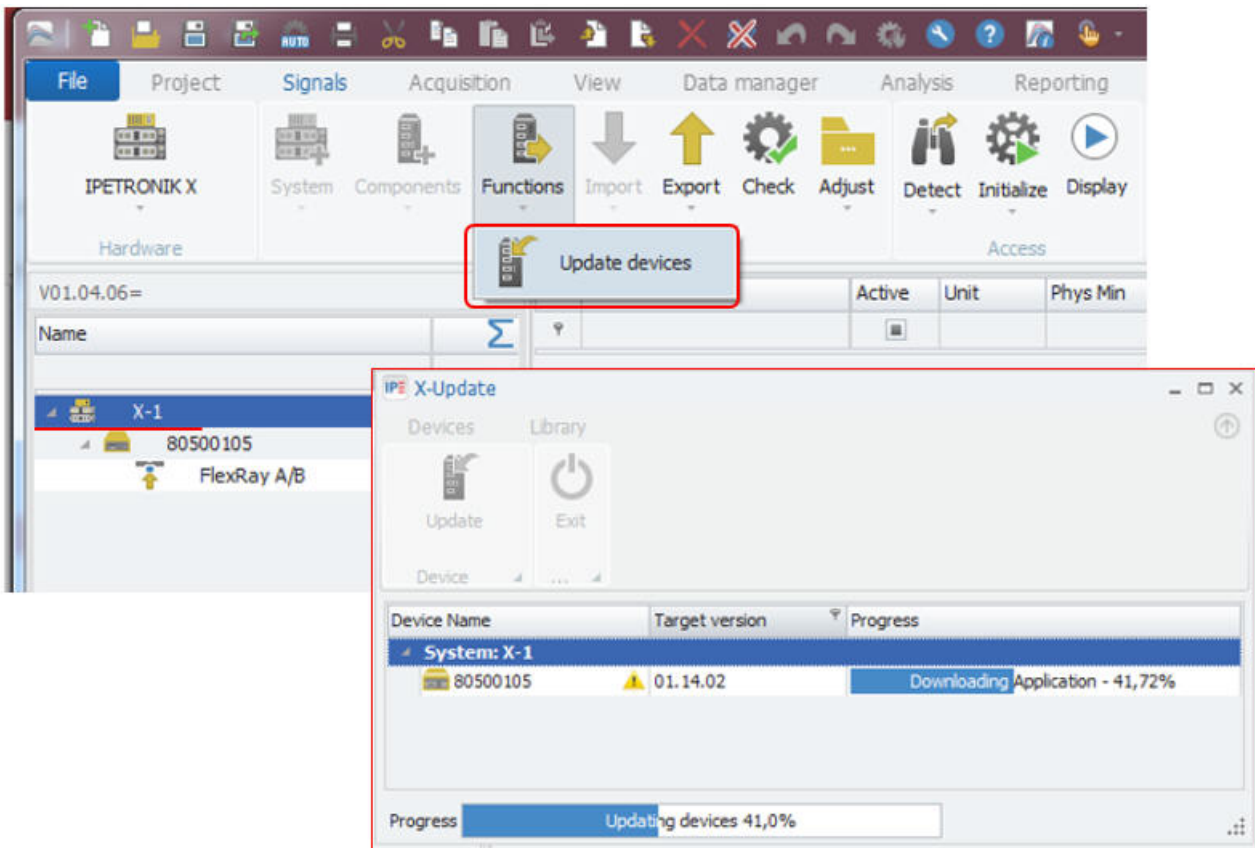 AUTO
File Project Signals Acquisition View Data manager Analysis Reporting
IPETRONIK X System Components Functions Import Export Check Adjust Detect Initialize Display
Hardware Access
Update devices
V01.04.06=
Active Unit Phys Min
Name Σ
X-1
80500105
FlexRay A/B
IPE X-Update
Devices Library
Update Exit
Device ...
Device Name Target version Progress
System: X-1
80500105 01.14.02 Downloading Application - 41,72%
Progress Updating devices 41,0%